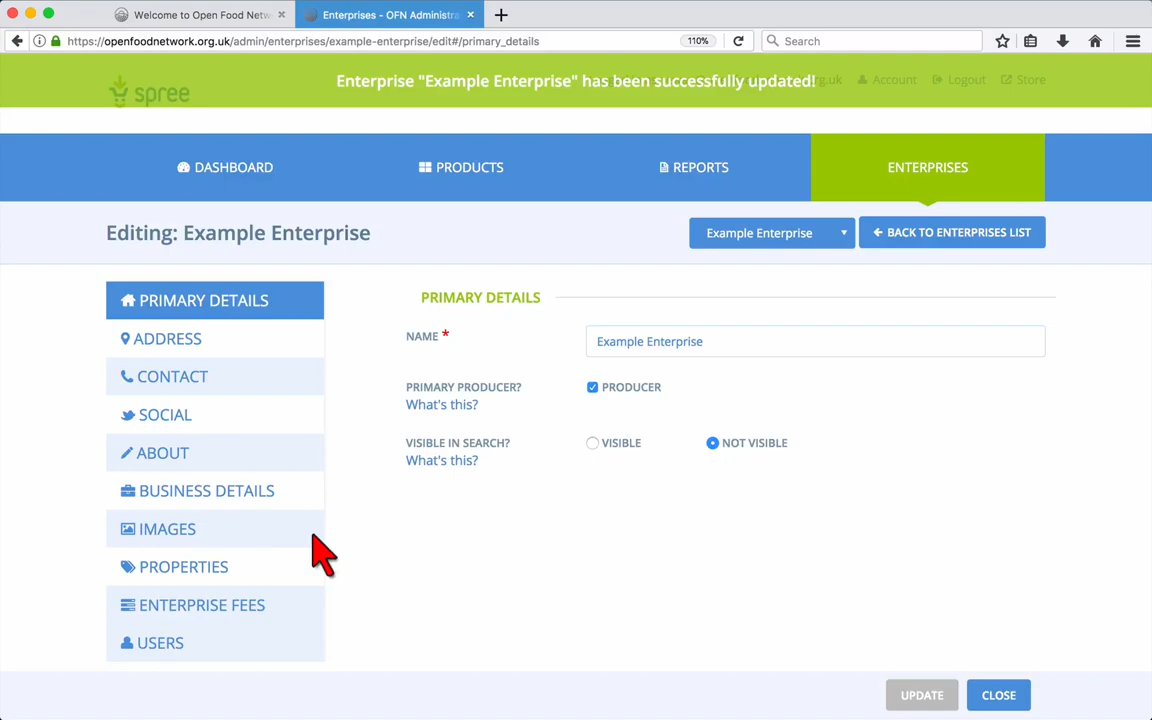 Welcome to Open Food Netw
Enterprises - OFN Administra
https://openfoodnetwork.org.uk/admin/enterprises/example-enterprise/edit#/primary_details
110%
Search
spree
Enterprise "Example Enterprise" has been successfully updated!
Account
Logout
Store
DASHBOARD
PRODUCTS
REPORTS
ENTERPRISES
Editing: Example Enterprise
Example Enterprise
BACK TO ENTERPRISES LIST
PRIMARY DETAILS
ADDRESS
CONTACT
SOCIAL
ABOUT
BUSINESS DETAILS
IMAGES
PROPERTIES
ENTERPRISE FEES
USERS
PRIMARY DETAILS
NAME *
Example Enterprise
PRIMARY PRODUCER?
What's this?
PRODUCER
VISIBLE IN SEARCH?
What's this?
VISIBLE
NOT VISIBLE
UPDATE
CLOSE